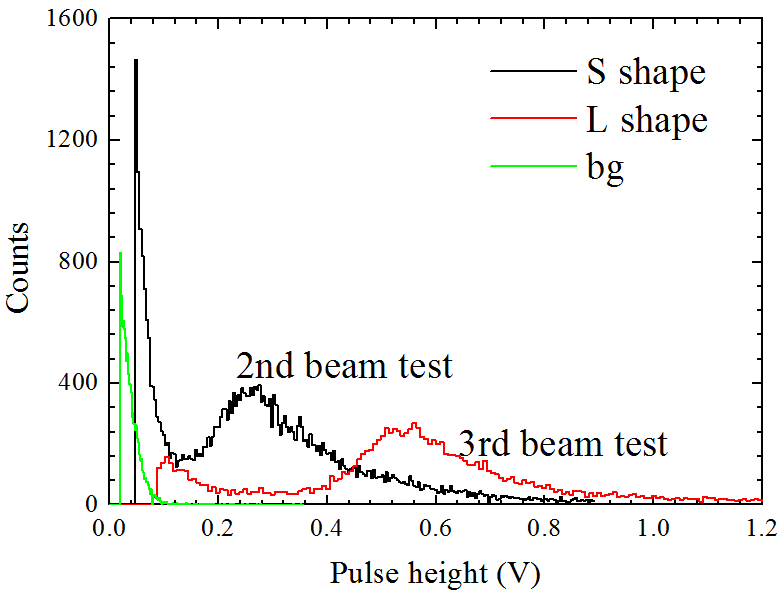 1600
1200
800
400
0
Counts
S shape
L shape
bg
2nd beam test
3rd beam test
0.0 0.2 0.4 0.6 0.8 1.0 1.2
Pulse height (V)